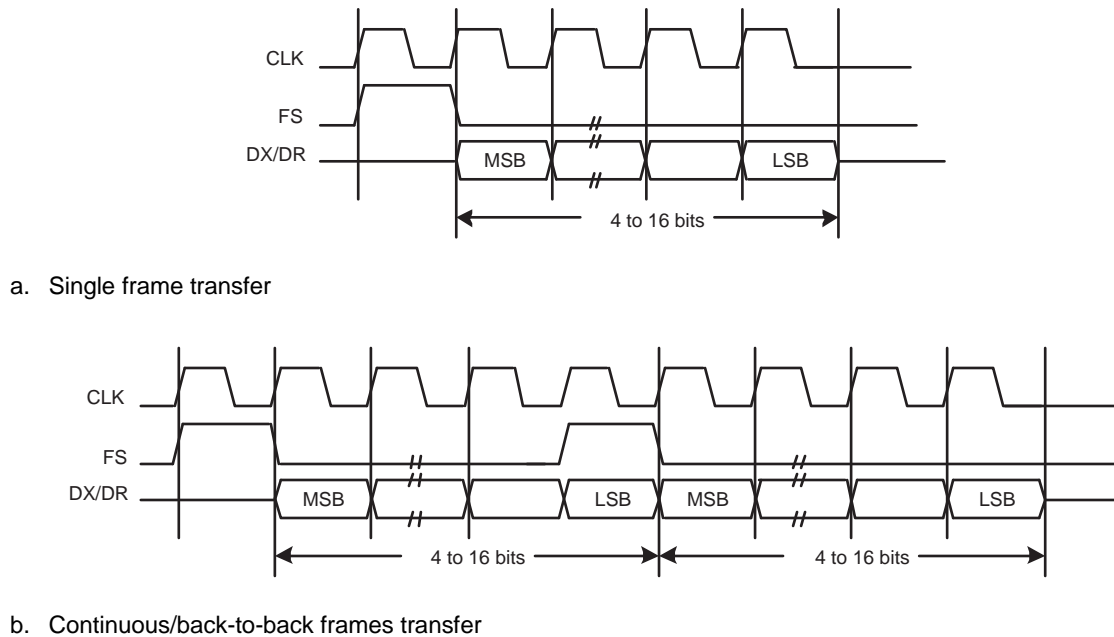 CLK
FS
DX/DR
MSB LSB
4 to 16 bits
a. Single frame transfer
CLK
FS
DX/DR
MSB LSB MSB LSB
4 to 16 bits 4 to 16 bits
b. Continuous/back-to-back frames transfer